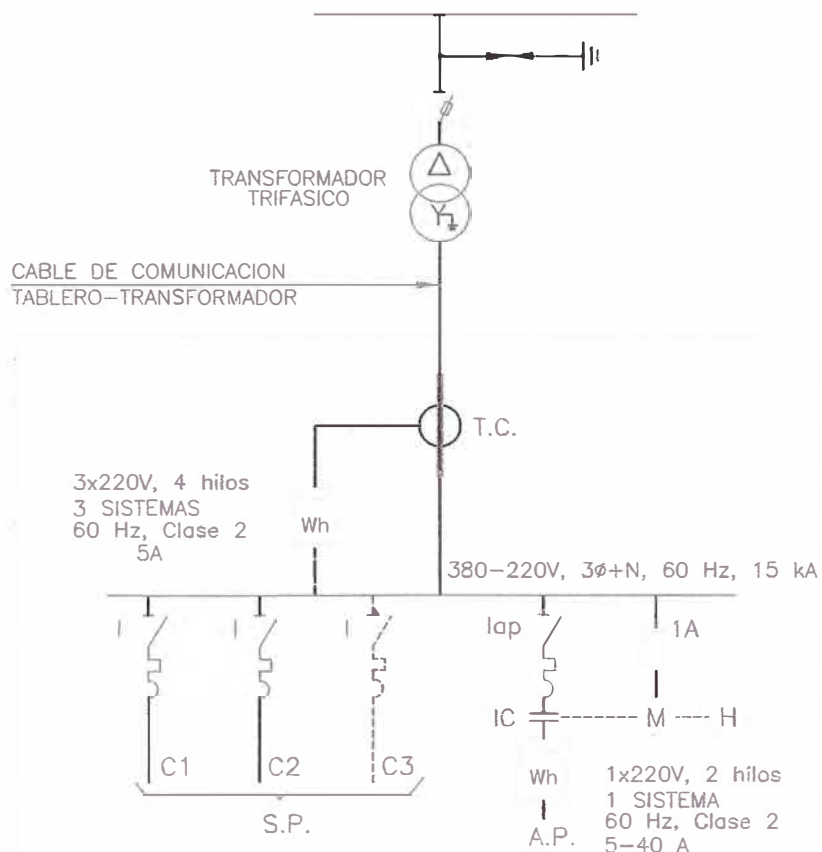 TRANSFORMADOR
TRIFASICO
CABLE DE COMUNICACION
TABLERO-TRANSFORMADOR
T.C.
3x220V, 4 hilos
3 SISTEMAS
60 Hz, Clase 2
5A
Wh
380-220V, 3ø+N, 60 Hz, 15 kA
I
I
I
Iap
1A
IC
M
H
C1
C2
C3
S.P.
Wh
A.P.
1x220V, 2 hilos
1 SISTEMA
60 Hz, Clase 2
5-40 A